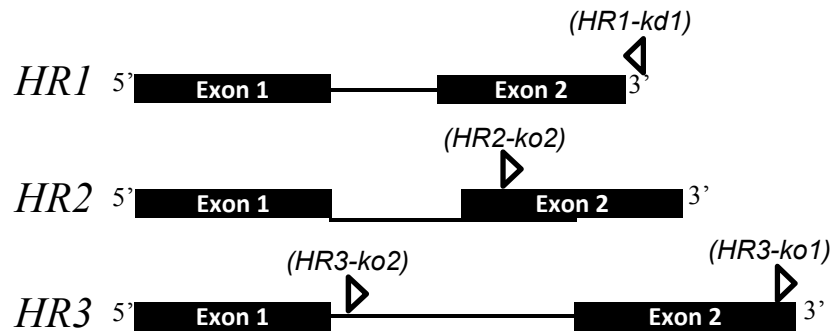 (HR1-kd1)
HR1 5’ Exon 1 Exon 2 3’
(HR2-ko2)
HR2 5’ Exon 1 Exon 2 3’
(HR3-ko2) (HR3-ko1)
HR3 5’ Exon 1 Exon 2 3’